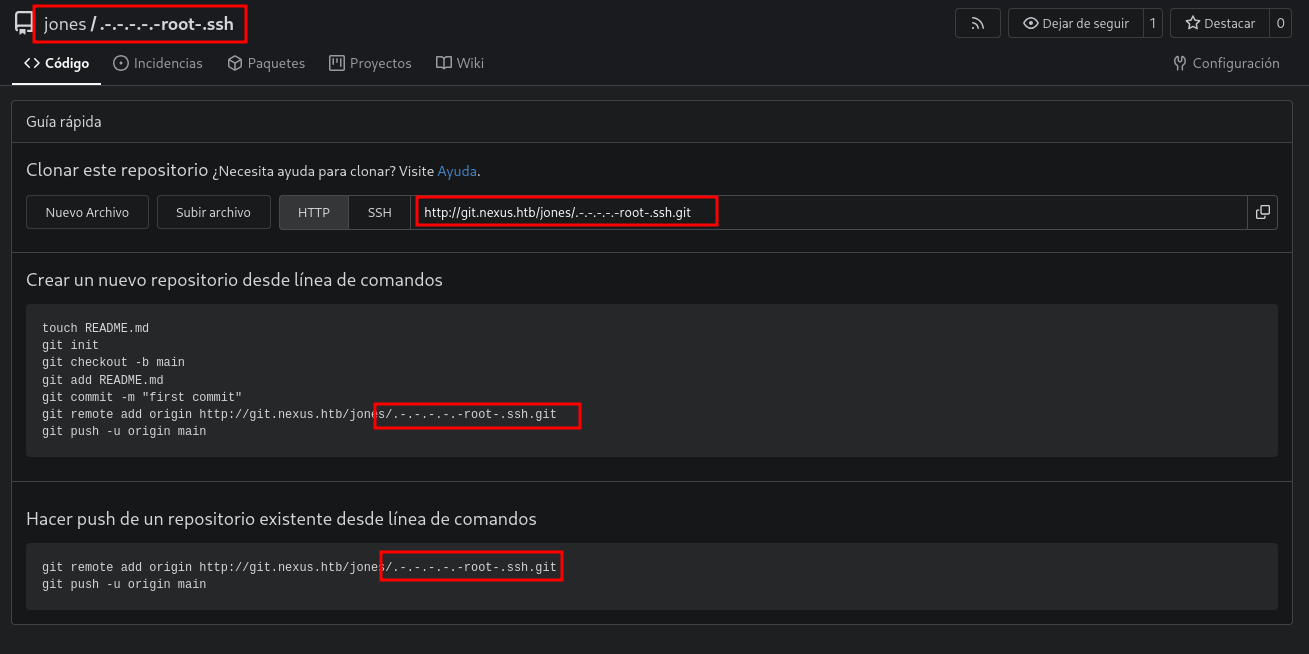 jones / .-.-.-.-.-root-.ssh
Dejar de seguir 1 Destacar 0
Código Incidencias Paquetes Proyectos Wiki Configuración
Guía rápida
Clonar este repositorio ¿Necesita ayuda para clonar? Visite Ayuda.
Nuevo Archivo Subir archivo HTTP SSH http://git.nexus.htb/jones/.-.-.-.-.-root-.ssh.git
Crear un nuevo repositorio desde línea de comandos
touch README.md
git init
git checkout -b main
git add README.md
git commit -m "first commit"
git remote add origin http://git.nexus.htb/jones/.-.-.-.-.-root-.ssh.git
git push -u origin main
Hacer push de un repositorio existente desde línea de comandos
git remote add origin http://git.nexus.htb/jones/.-.-.-.-.-root-.ssh.git
git push -u origin main